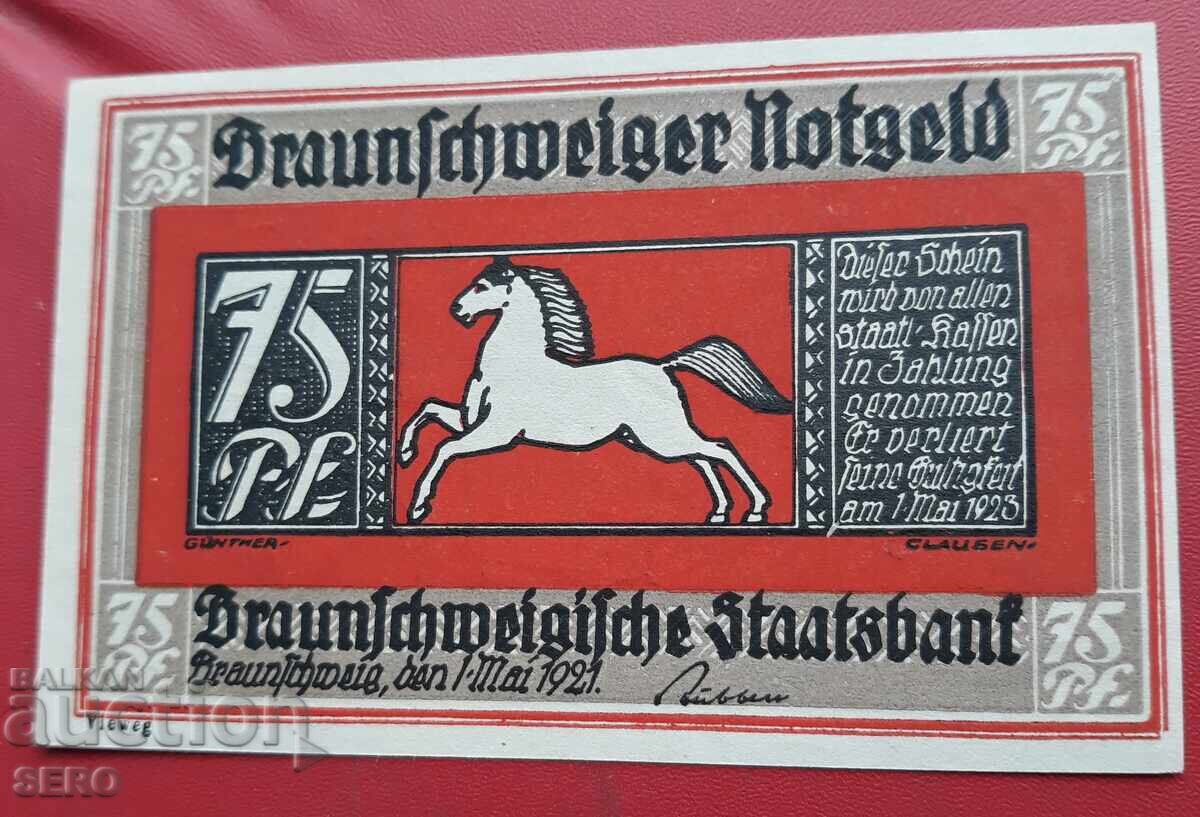 75 Pf.
Braunschweiger Notgeld
75 Pf.
75
Pf
Dieser Schein
wird von allen
staatl. Kassen
in Zahlung
genommen
Er verliert
seine Gültigkeit
am 1. Mai 1923
GÜNTHER-
CLAUSEN-
75 Pf.
Braunschweigische Staatsbank
Braunschweig, den 1. Mai 1921.
75 Pf.
Vieweg
BALKAN
auction
SERO